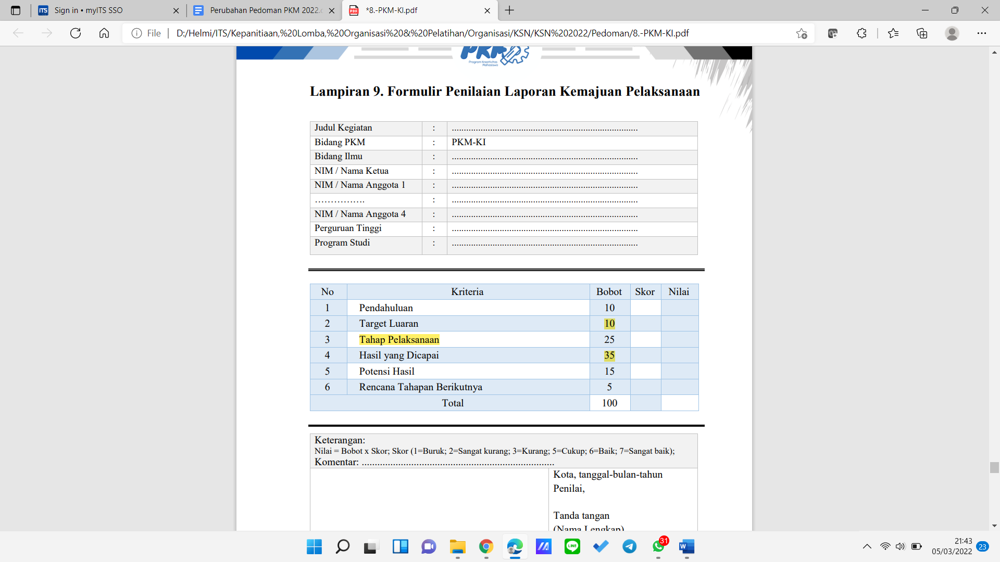 Sign in • myITS SSO
Perubahan Pedoman PKM 2022.
*8.-PKM-KI.pdf
File
D:/Helmi/ITS/Kepanitiaan,%20Lomba,%20Organisasi%20&%20Pelatihan/Organisasi/KSN/KSN%202022/Pedoman/8.-PKM-KI.pdf
PKM
Program Kreativitas
Mahasiswa
Lampiran 9. Formulir Penilaian Laporan Kemajuan Pelaksanaan
Judul Kegiatan : ..............................................................................
Bidang PKM : PKM-KI
Bidang Ilmu : ..............................................................................
NIM / Nama Ketua : ..............................................................................
NIM / Nama Anggota 1 : ..............................................................................
……………. : ..............................................................................
NIM / Nama Anggota 4 : ..............................................................................
Perguruan Tinggi : ..............................................................................
Program Studi : ..............................................................................
No Kriteria Bobot Skor Nilai
1 Pendahuluan 10
2 Target Luaran 10
3 Tahap Pelaksanaan 25
4 Hasil yang Dicapai 35
5 Potensi Hasil 15
6 Rencana Tahapan Berikutnya 5
Total 100
Keterangan:
Nilai = Bobot x Skor; Skor (1=Buruk; 2=Sangat kurang; 3=Kurang; 5=Cukup; 6=Baik; 7=Sangat baik);
Komentar: ..........................................................................
Kota, tanggal-bulan-tahun
Penilai,
Tanda tangan
(Nama Lengkap)
31
21:43
05/03/2022
23